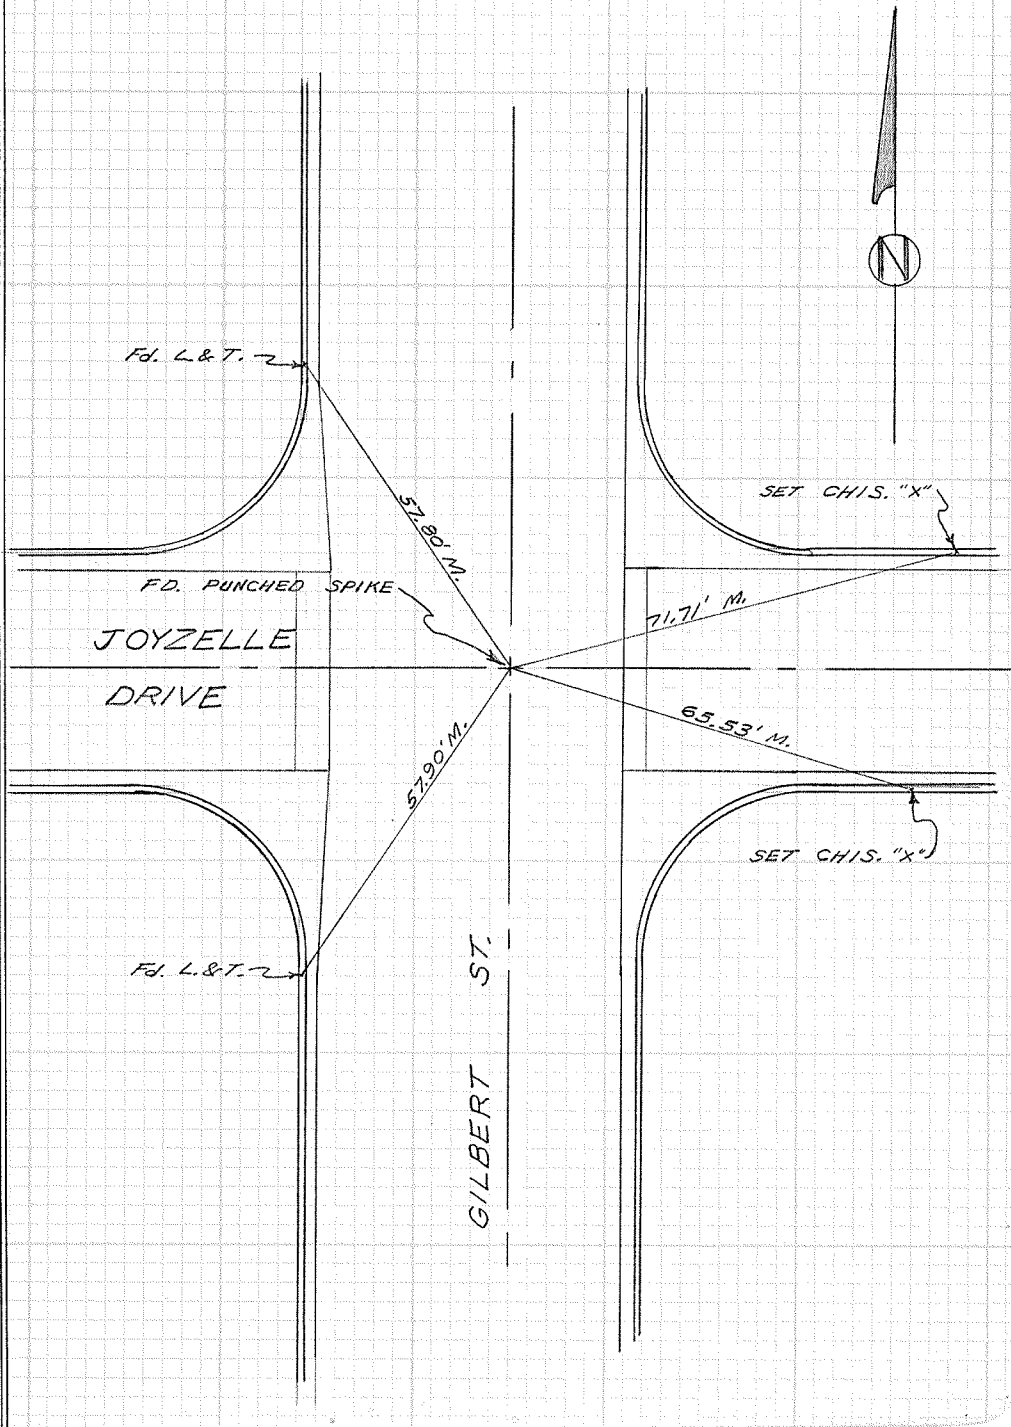 N
Fd. L & T.
57.80' M.
SET CHIS. "X"
FD. PUNCHED SPIKE
71.71' M.
JOYZELLE
DRIVE
65.53' M.
57.90' M.
SET CHIS. "X"
Fd. L. & T.
GILBERT ST.